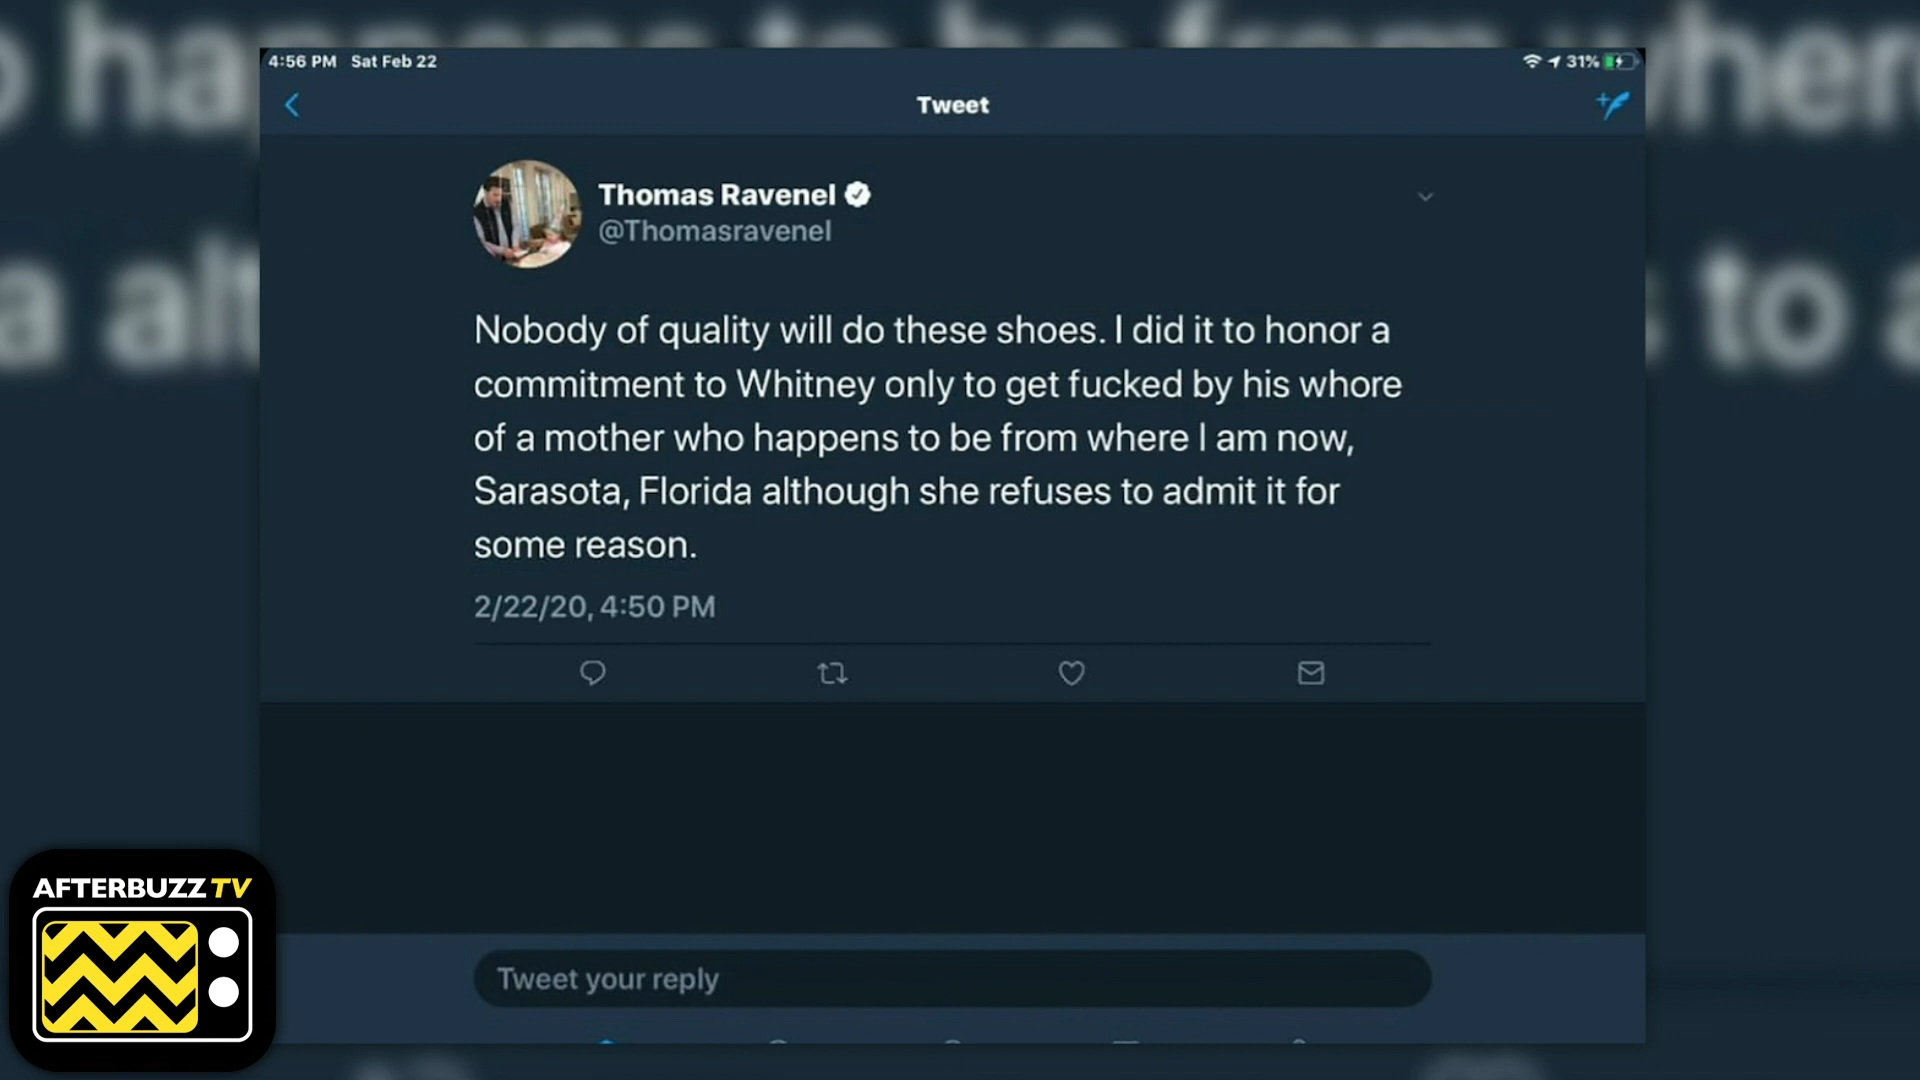 4:56 PM Sat Feb 22
31%
Tweet
Thomas Ravenel
@Thomasravenel
Nobody of quality will do these shoes. I did it to honor a
commitment to Whitney only to get fucked by his whore
of a mother who happens to be from where I am now,
Sarasota, Florida although she refuses to admit it for
some reason.
2/22/20, 4:50 PM
Tweet your reply
AFTERBUZZ TV